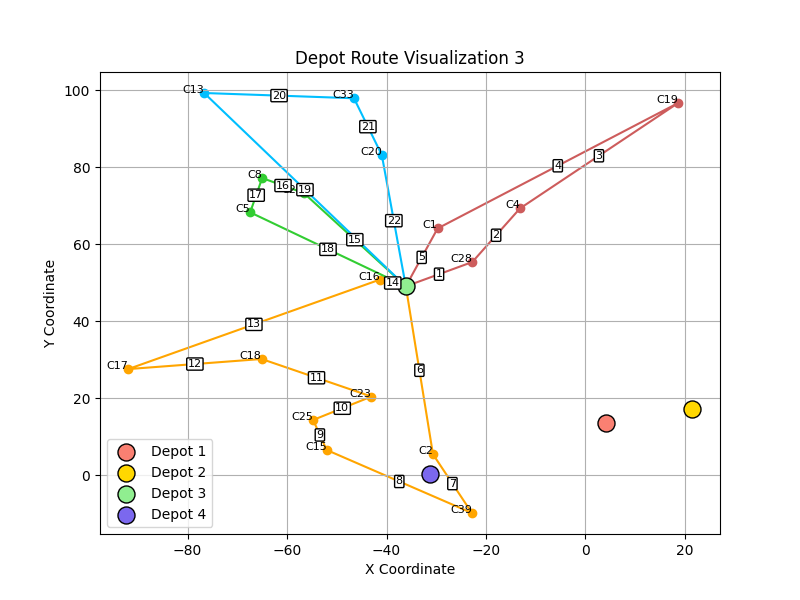 Depot Route Visualization 3
Y Coordinate
100
80
60
40
20
0
−80
−60
−40
−20
0
20
X Coordinate
C13
20
C33
21
C20
C19
4
3
C8
16
19
17
C5
C4
22
C1
2
15
18
5
C28
1
C16
14
13
6
C17
12
C18
11
C23
10
C25
9
C15
C2
8
7
C39
Depot 1
Depot 2
Depot 3
Depot 4